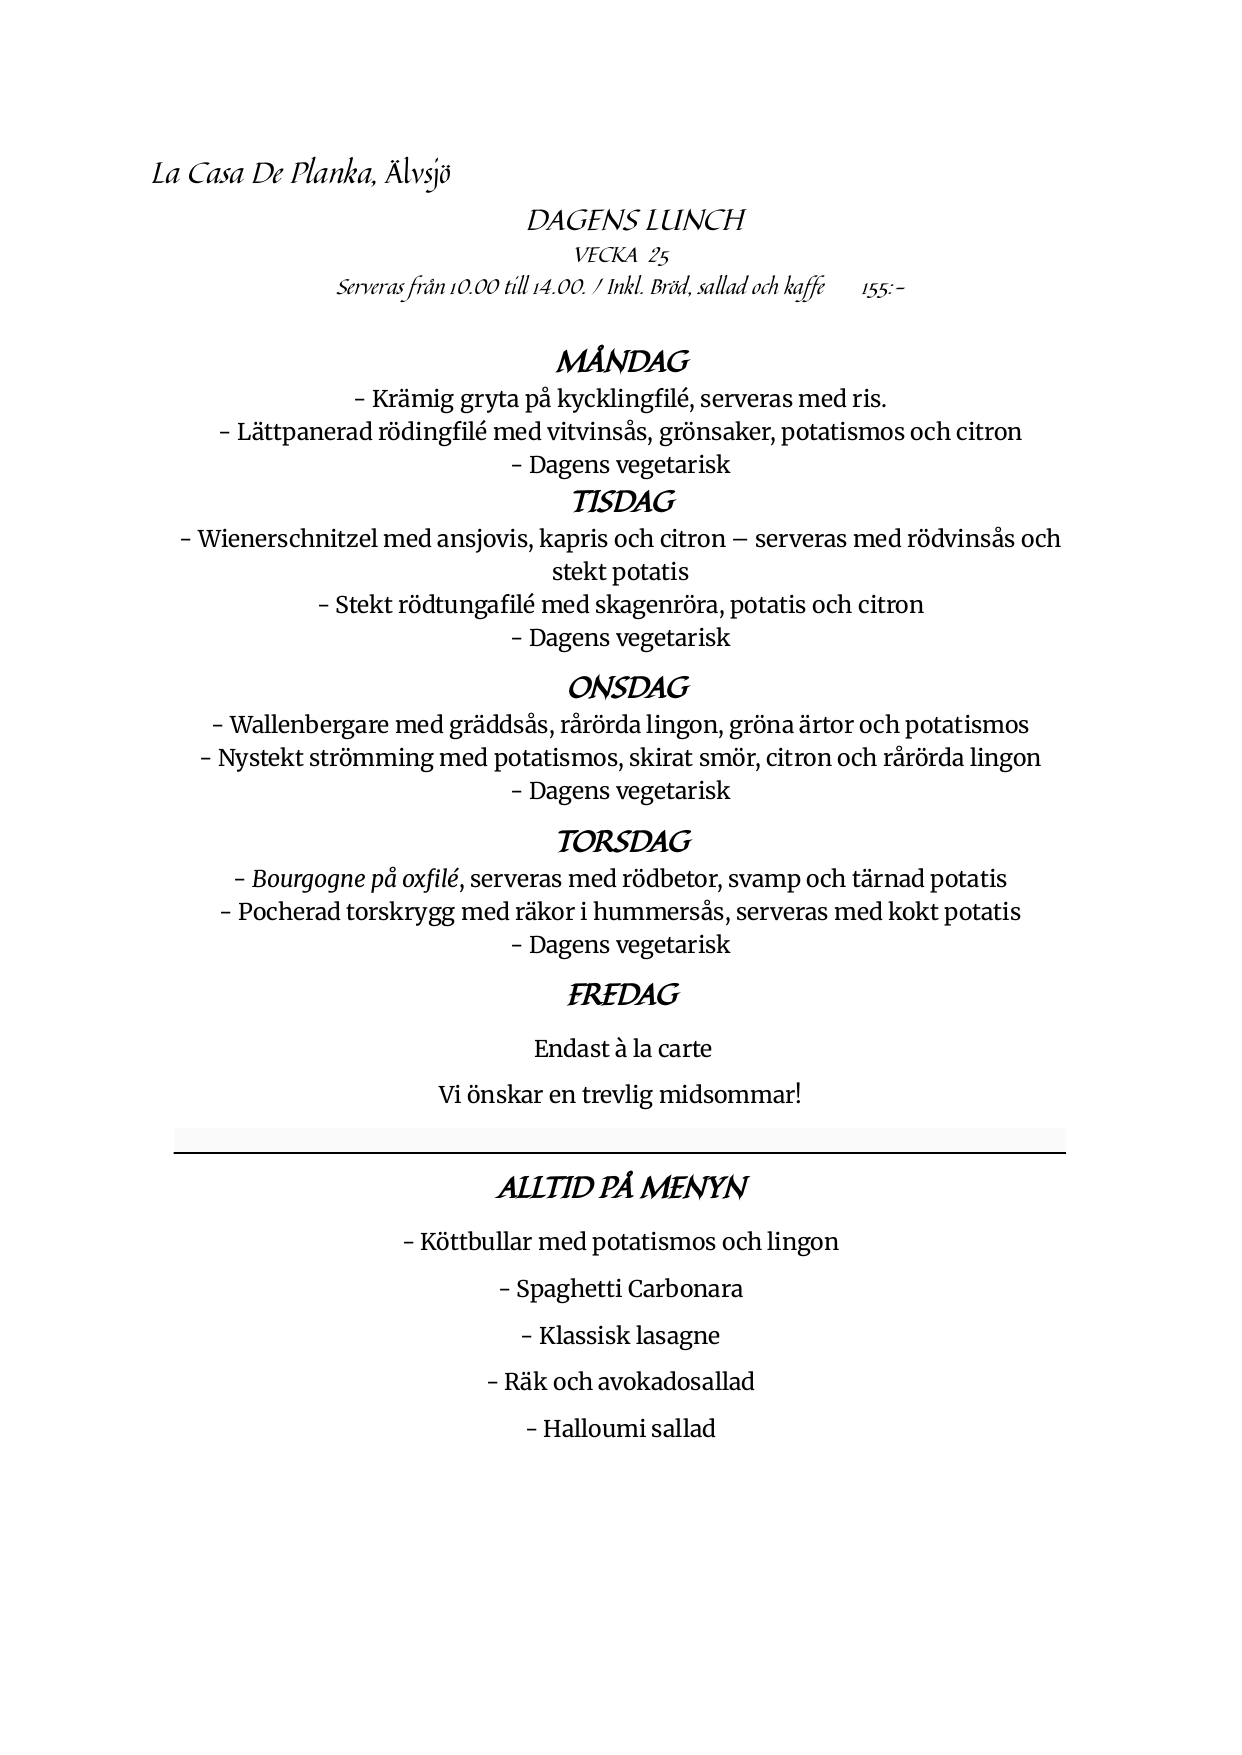 La Casa De Planka, Älvsjö
DAGENS LUNCH
VECKA 25
Serveras från 10.00 till 14.00. / Inkl. Bröd, sallad och kaffe 155:-
MÅNDAG
- Krämig gryta på kycklingfilé, serveras med ris.
- Lättpanerad rödingfilé med vitvinsås, grönsaker, potatismos och citron
- Dagens vegetarisk
TISDAG
- Wienerschnitzel med ansjovis, kapris och citron – serveras med rödvinsås och
stekt potatis
- Stekt rödtungafilé med skagenröra, potatis och citron
- Dagens vegetarisk
ONSDAG
- Wallenbergare med gräddsås, rårörda lingon, gröna ärtor och potatismos
- Nystekt strömming med potatismos, skirat smör, citron och rårörda lingon
- Dagens vegetarisk
TORSDAG
- Bourgogne på oxfilé, serveras med rödbetor, svamp och tärnad potatis
- Pocherad torskrygg med räkor i hummersås, serveras med kokt potatis
- Dagens vegetarisk
FREDAG
Endast à la carte
Vi önskar en trevlig midsommar!
ALLTID PÅ MENYN
- Köttbullar med potatismos och lingon
- Spaghetti Carbonara
- Klassisk lasagne
- Räk och avokadosallad
- Halloumi sallad